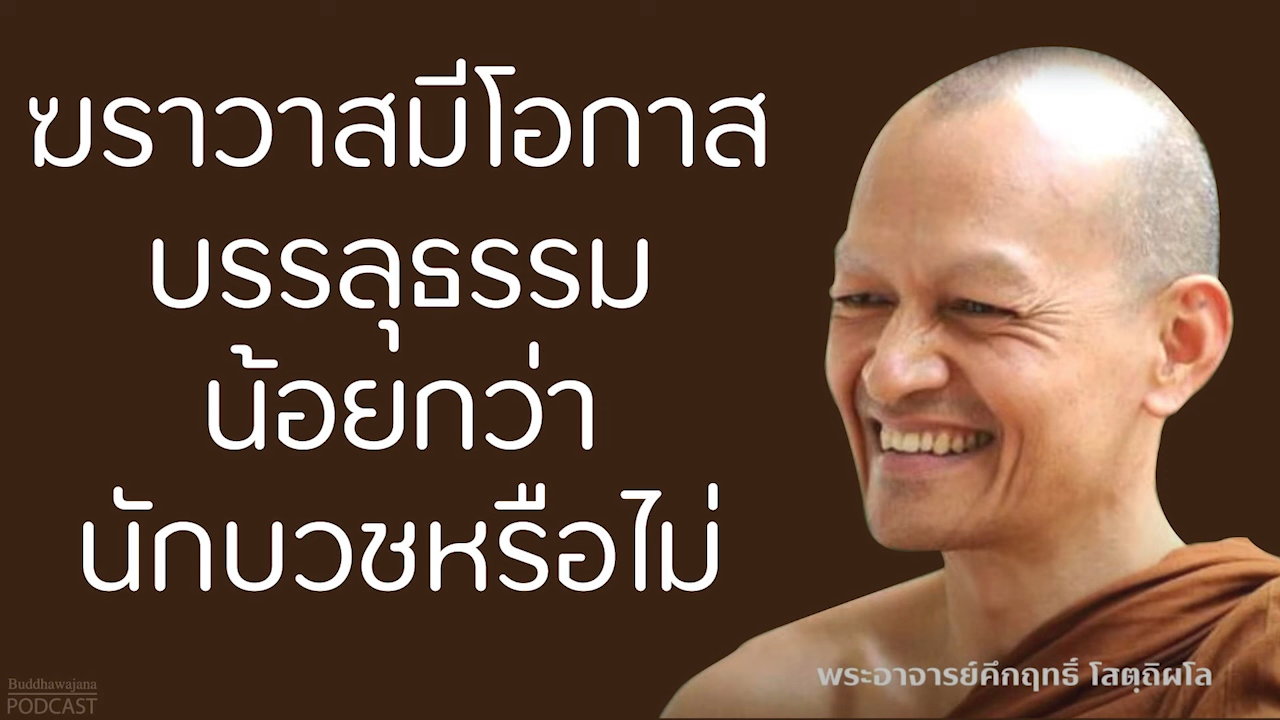 ฆราวาสมีโอกาส
บรรลุธรรม
น้อยกว่า
นักบวชหรือไม่
พระอาจารย์คึกฤทธิ์ โสตฺถิผโล
Buddhawajana
PODCAST